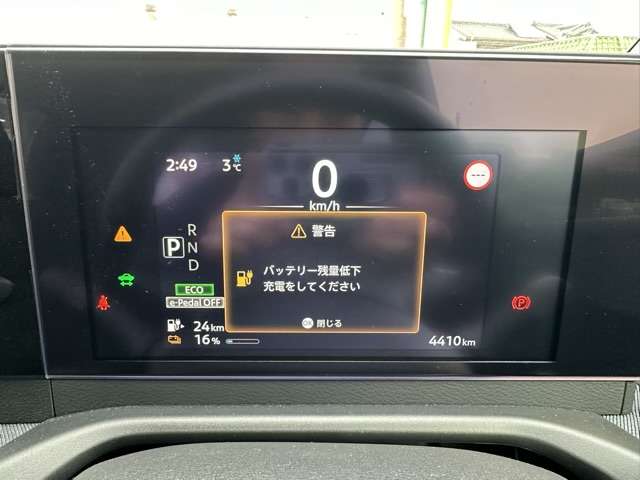 2:49 3℃
0
km/h
---
警告
バッテリー残量低下
充電をしてください
OK 閉じる
R
P N
D
ECO
e-Pedal OFF
24km
16%
4410km
P